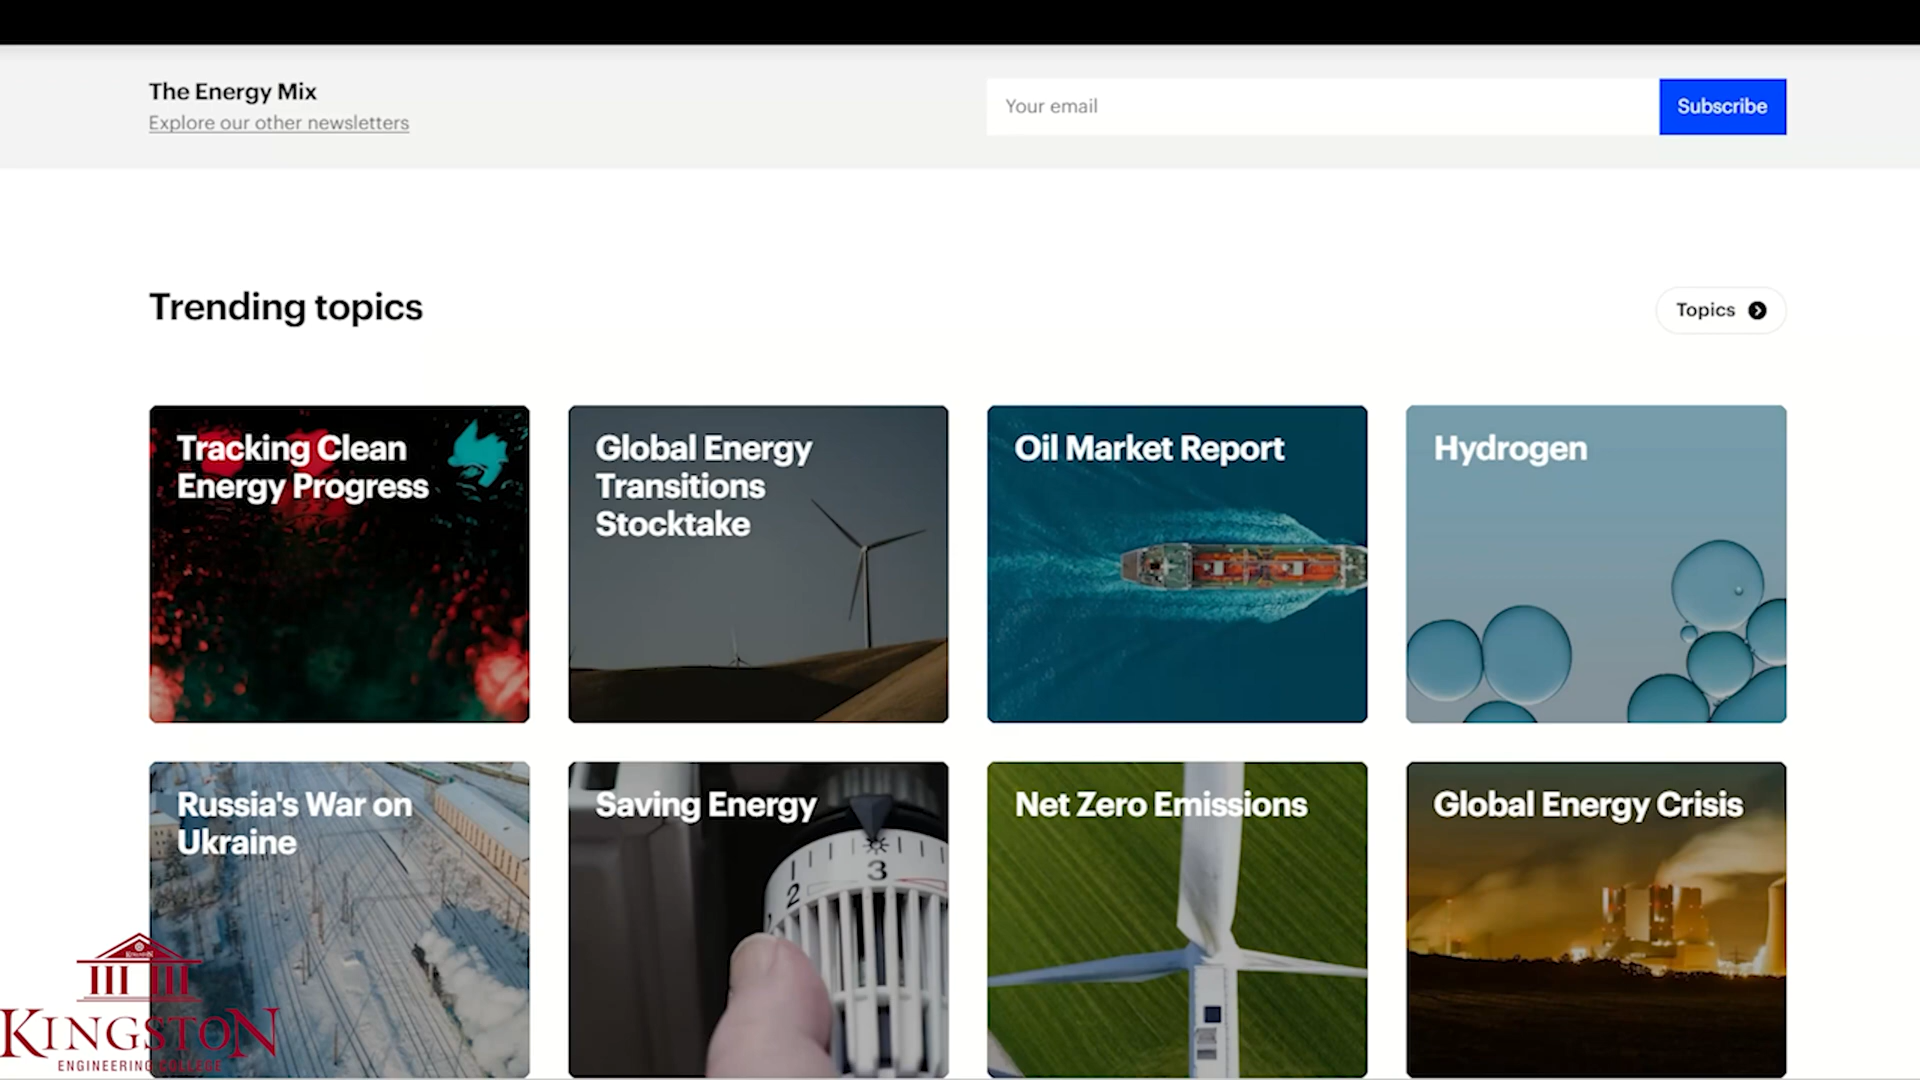 The Energy Mix
Explore our other newsletters
Your email
Subscribe
Trending topics
Topics
Tracking Clean
Energy Progress
Global Energy
Transitions
Stocktake
Oil Market Report
Hydrogen
Russia's War on
Ukraine
Saving Energy
2
3
Net Zero Emissions
Global Energy Crisis
KINGSTON
ENGINEERING COLLEGE